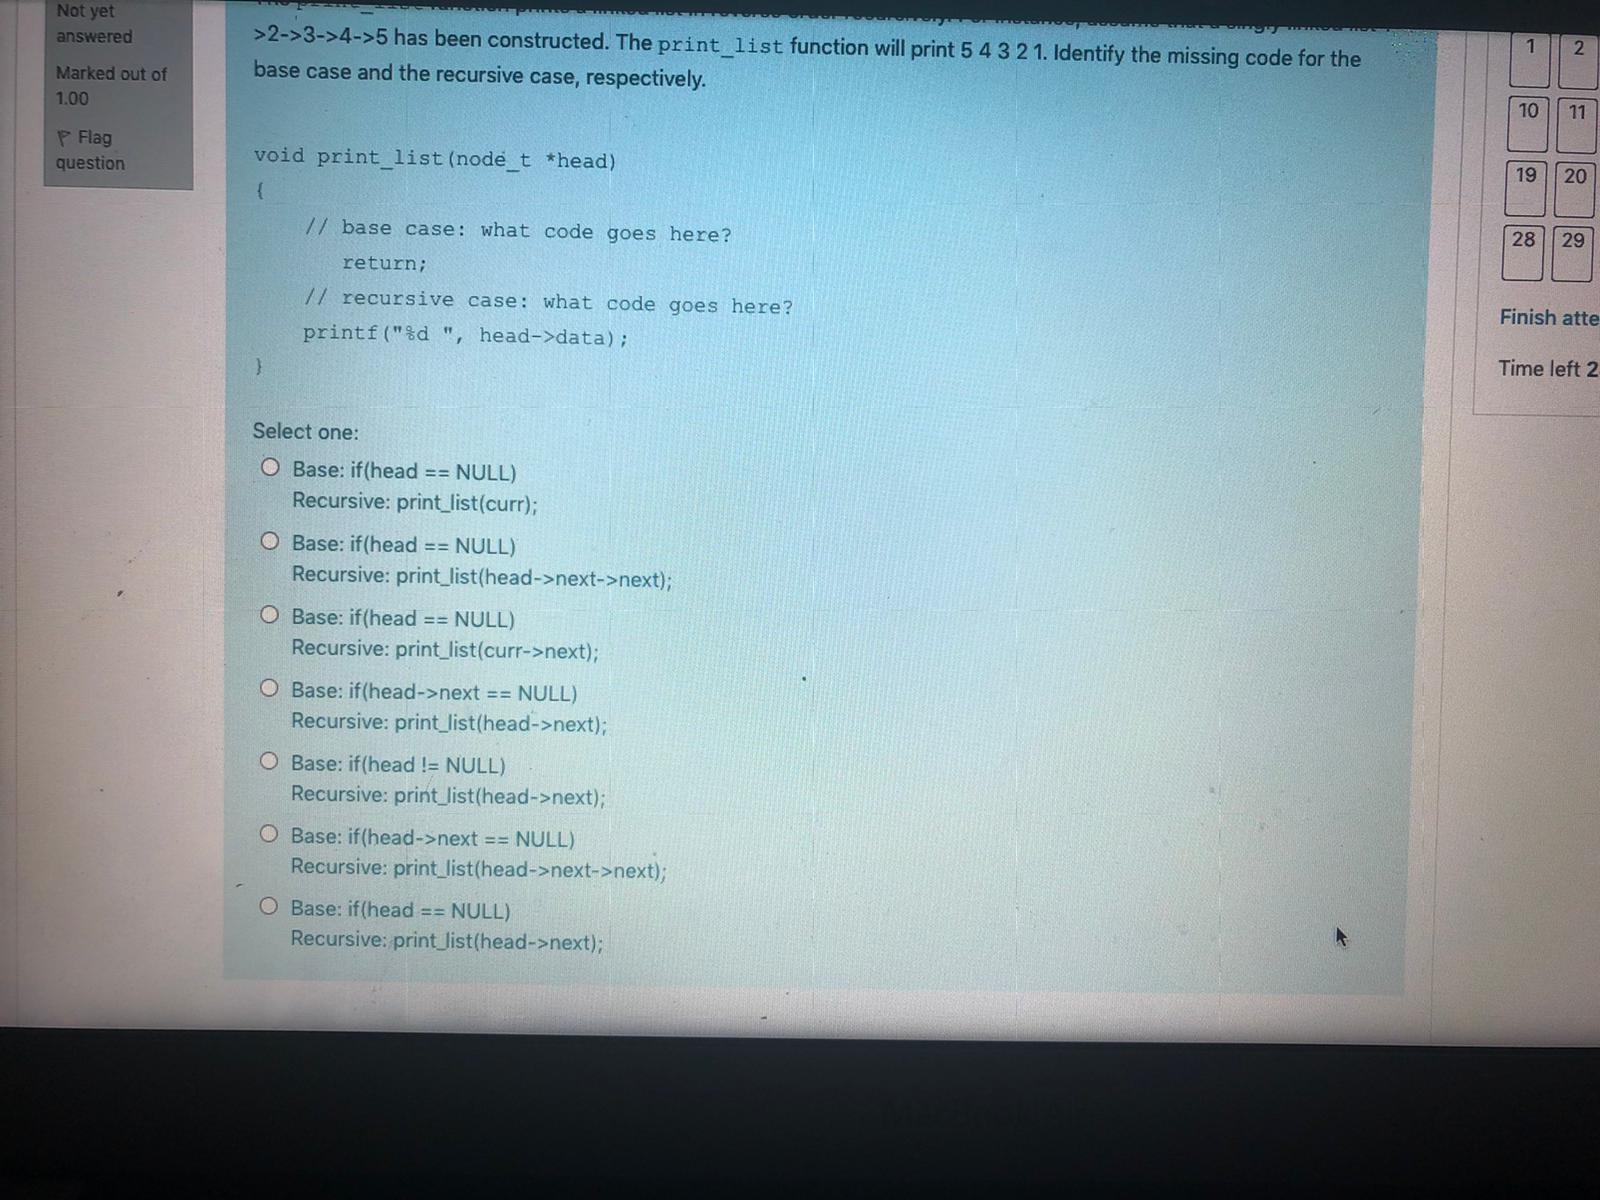 Not yet
answered
Marked out of
1.00
Flag
question
>2->3->4->5 has been constructed. The print_list function will print 5 4 3 2 1. Identify the missing code for the
base case and the recursive case, respectively.
void print_list(node_t *head)
{
// base case: what code goes here?
return;
// recursive case: what code goes here?
printf("%d ", head->data);
}
Select one:
Base: if(head == NULL)
Recursive: print_list(curr);
Base: if(head == NULL)
Recursive: print_list(head->next->next);
Base: if(head == NULL)
Recursive: print_list(curr->next);
Base: if(head->next == NULL)
Recursive: print_list(head->next);
Base: if(head != NULL)
Recursive: print_list(head->next);
Base: if(head->next == NULL)
Recursive: print_list(head->next->next);
Base: if(head == NULL)
Recursive: print_list(head->next);
1 2
10 11
19 20
28 29
Finish atte
Time left 2